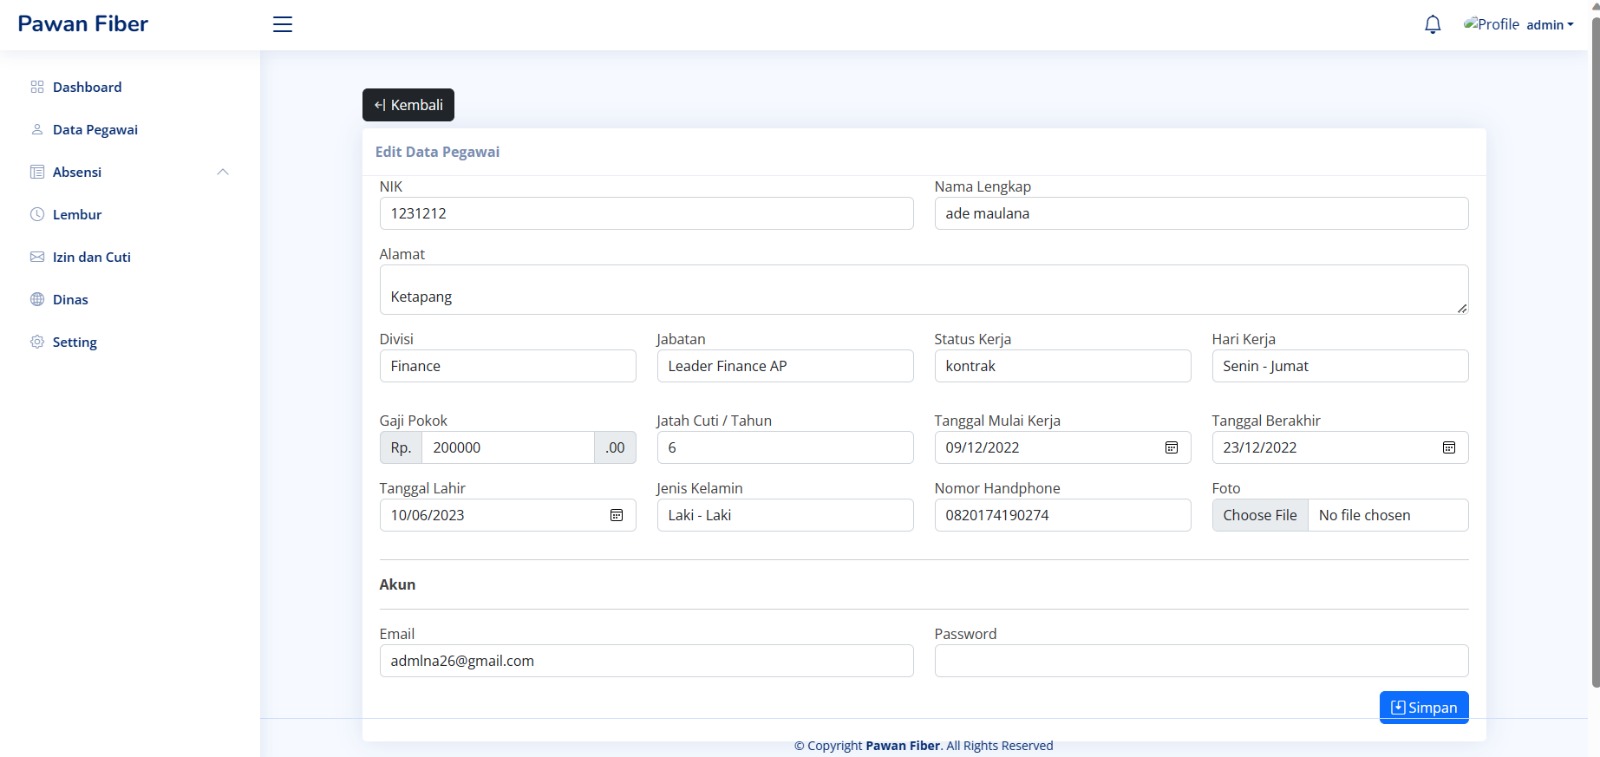 Pawan Fiber
Profile admin
Dashboard
Data Pegawai
Absensi
Lembur
Izin dan Cuti
Dinas
Setting
Kembali
Edit Data Pegawai
NIK
1231212
Nama Lengkap
ade maulana
Alamat
Ketapang
Divisi
Finance
Jabatan
Leader Finance AP
Status Kerja
kontrak
Hari Kerja
Senin - Jumat
Gaji Pokok
Rp. 200000 .00
Jatah Cuti / Tahun
6
Tanggal Mulai Kerja
09/12/2022
Tanggal Berakhir
23/12/2022
Tanggal Lahir
10/06/2023
Jenis Kelamin
Laki - Laki
Nomor Handphone
0820174190274
Foto
Choose File No file chosen
Akun
Email
admlna26@gmail.com
Password
Simpan
© Copyright Pawan Fiber. All Rights Reserved